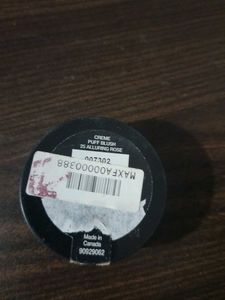 CREME
PUFF BLUSH
25 ALLURING ROSE
007302
MAXFA00000388
Made in
Canada
90929062